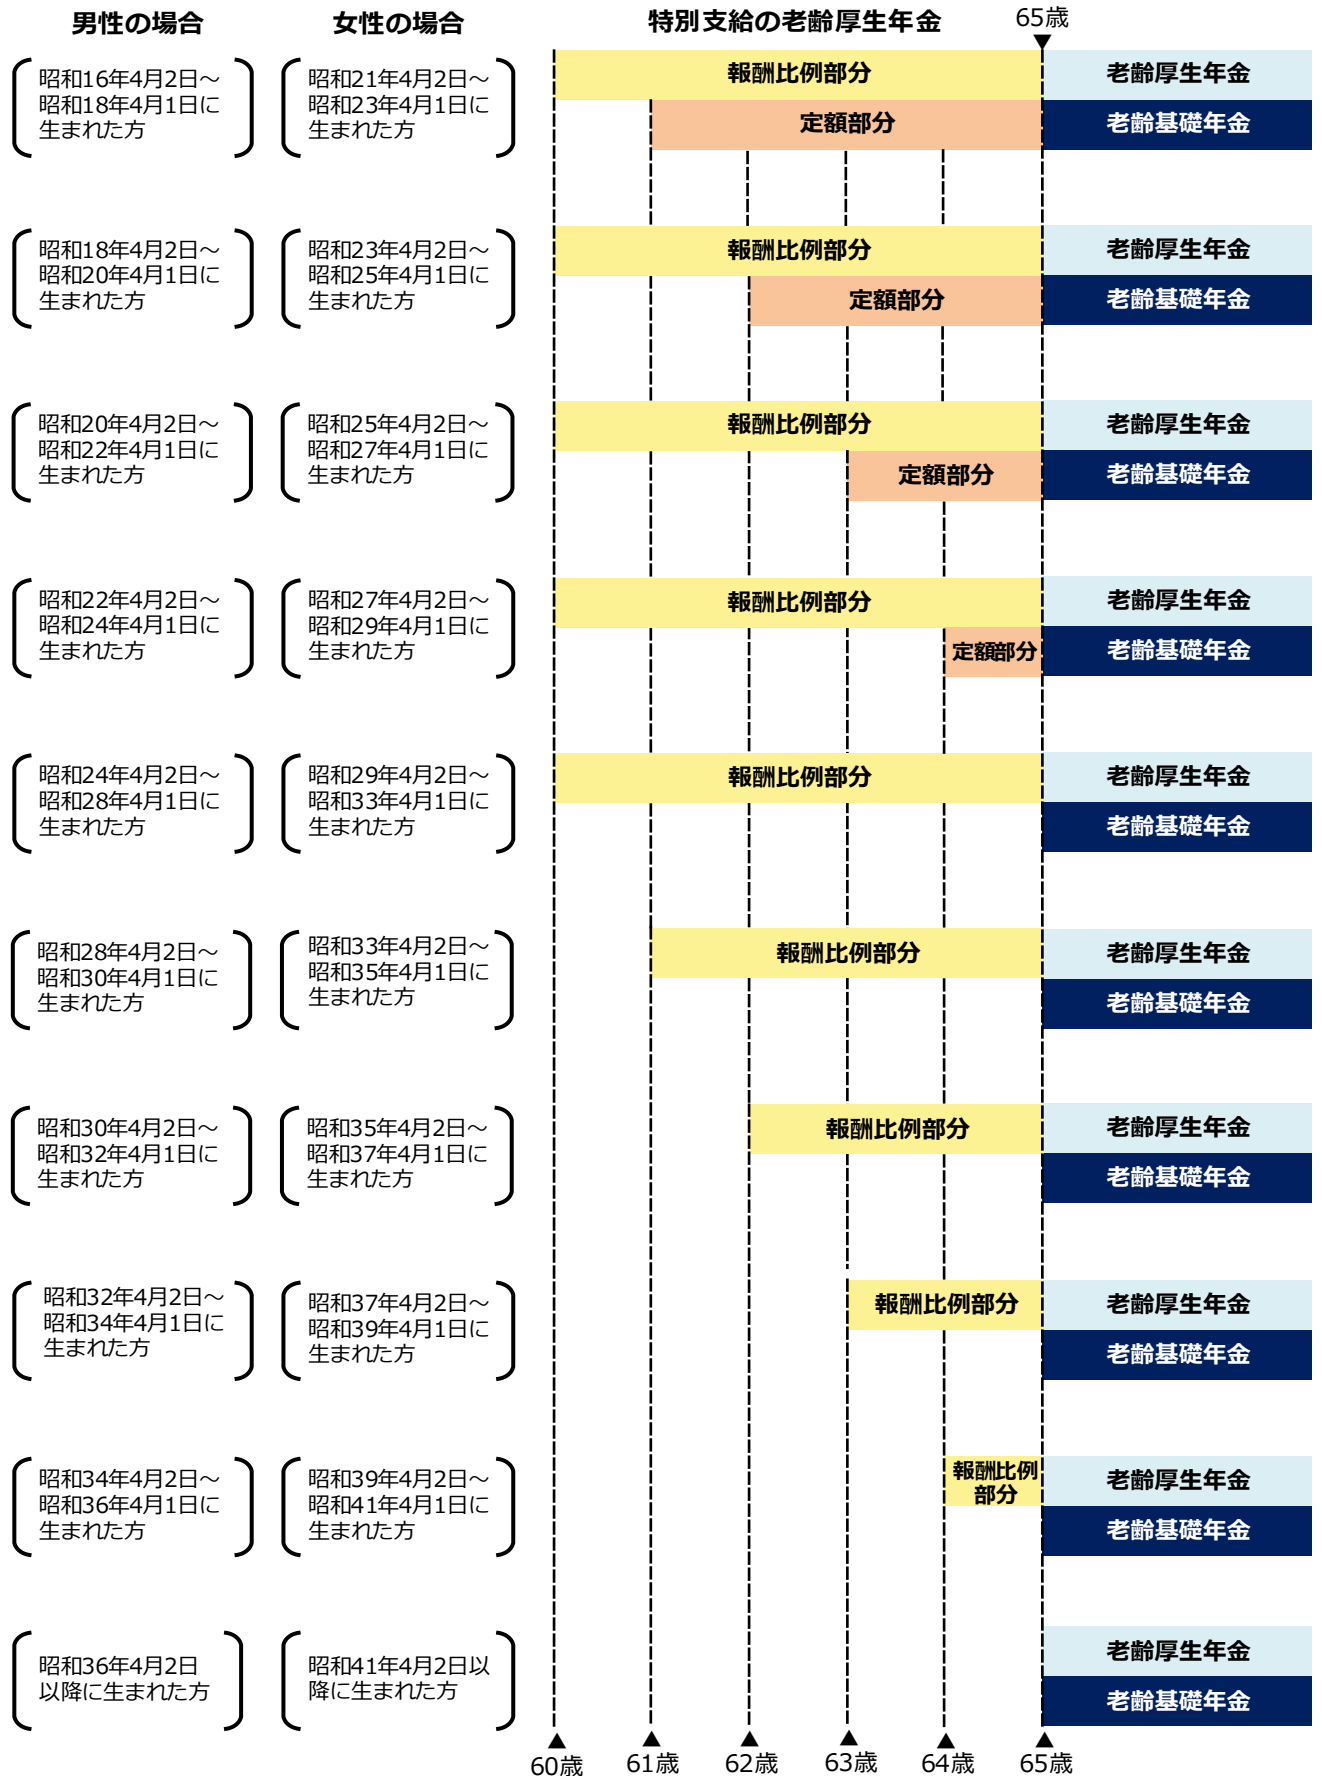 男性の場合
女性の場合
特別支給の老齢厚生年金
65歳
昭和16年4月2日～
昭和18年4月1日に
生まれた方
昭和21年4月2日～
昭和23年4月1日に
生まれた方
報酬比例部分
定額部分
老齢厚生年金
老齢基礎年金
昭和18年4月2日～
昭和20年4月1日に
生まれた方
昭和23年4月2日～
昭和25年4月1日に
生まれた方
報酬比例部分
定額部分
老齢厚生年金
老齢基礎年金
昭和20年4月2日～
昭和22年4月1日に
生まれた方
昭和25年4月2日～
昭和27年4月1日に
生まれた方
報酬比例部分
定額部分
老齢厚生年金
老齢基礎年金
昭和22年4月2日～
昭和24年4月1日に
生まれた方
昭和27年4月2日～
昭和29年4月1日に
生まれた方
報酬比例部分
定額部分
老齢厚生年金
老齢基礎年金
昭和24年4月2日～
昭和28年4月1日に
生まれた方
昭和29年4月2日～
昭和33年4月1日に
生まれた方
報酬比例部分
老齢厚生年金
老齢基礎年金
昭和28年4月2日～
昭和30年4月1日に
生まれた方
昭和33年4月2日～
昭和35年4月1日に
生まれた方
報酬比例部分
老齢厚生年金
老齢基礎年金
昭和30年4月2日～
昭和32年4月1日に
生まれた方
昭和35年4月2日～
昭和37年4月1日に
生まれた方
報酬比例部分
老齢厚生年金
老齢基礎年金
昭和32年4月2日～
昭和34年4月1日に
生まれた方
昭和37年4月2日～
昭和39年4月1日に
生まれた方
報酬比例部分
老齢厚生年金
老齢基礎年金
昭和34年4月2日～
昭和36年4月1日に
生まれた方
昭和39年4月2日～
昭和41年4月1日に
生まれた方
報酬比例
部分
老齢厚生年金
老齢基礎年金
昭和36年4月2日
以降に生まれた方
昭和41年4月2日以
降に生まれた方
老齢厚生年金
老齢基礎年金
60歳
61歳
62歳
63歳
64歳
65歳